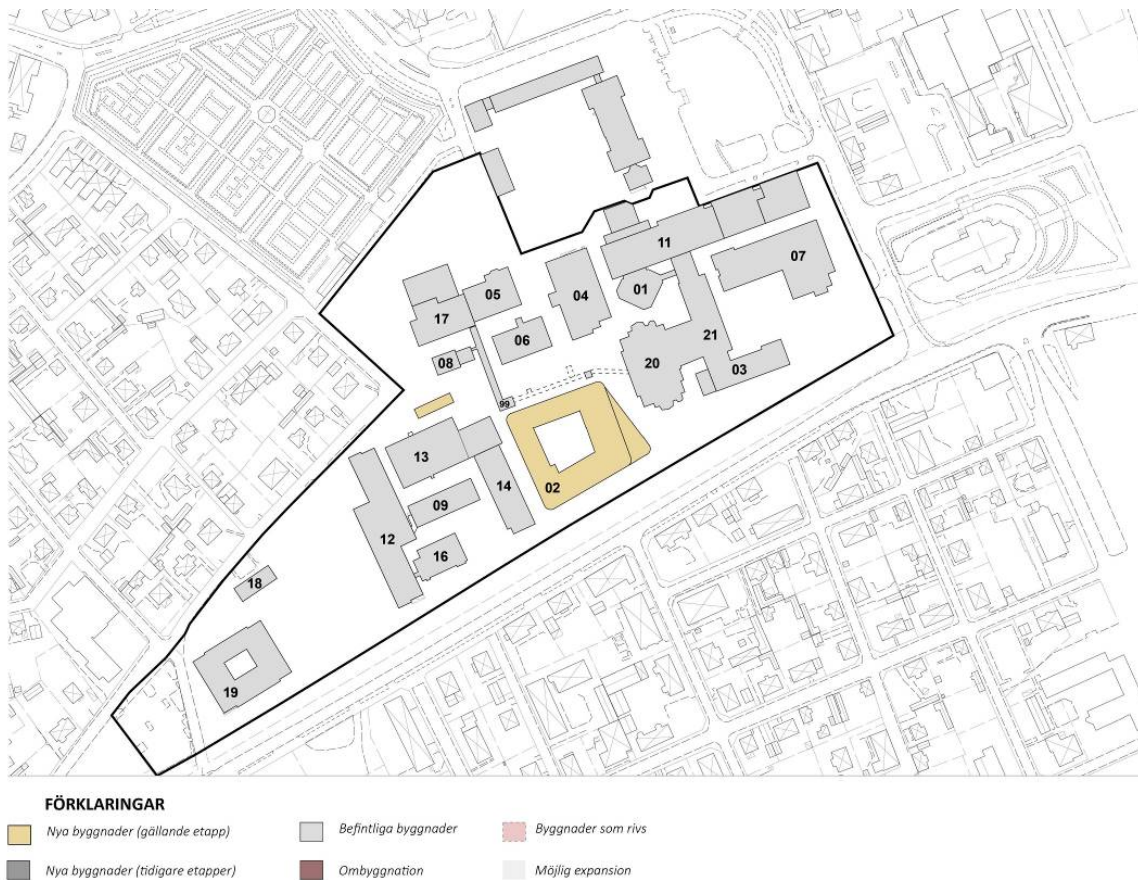 11
07
05
04
01
17
06
21
08
20
03
99
13
02
14
09
12
16
18
19
FÖRKLARINGAR
Nya byggnader (gällande etapp)
Befintliga byggnader
Byggnader som rivs
Nya byggnader (tidigare etapper)
Ombyggnation
Möjlig expansion